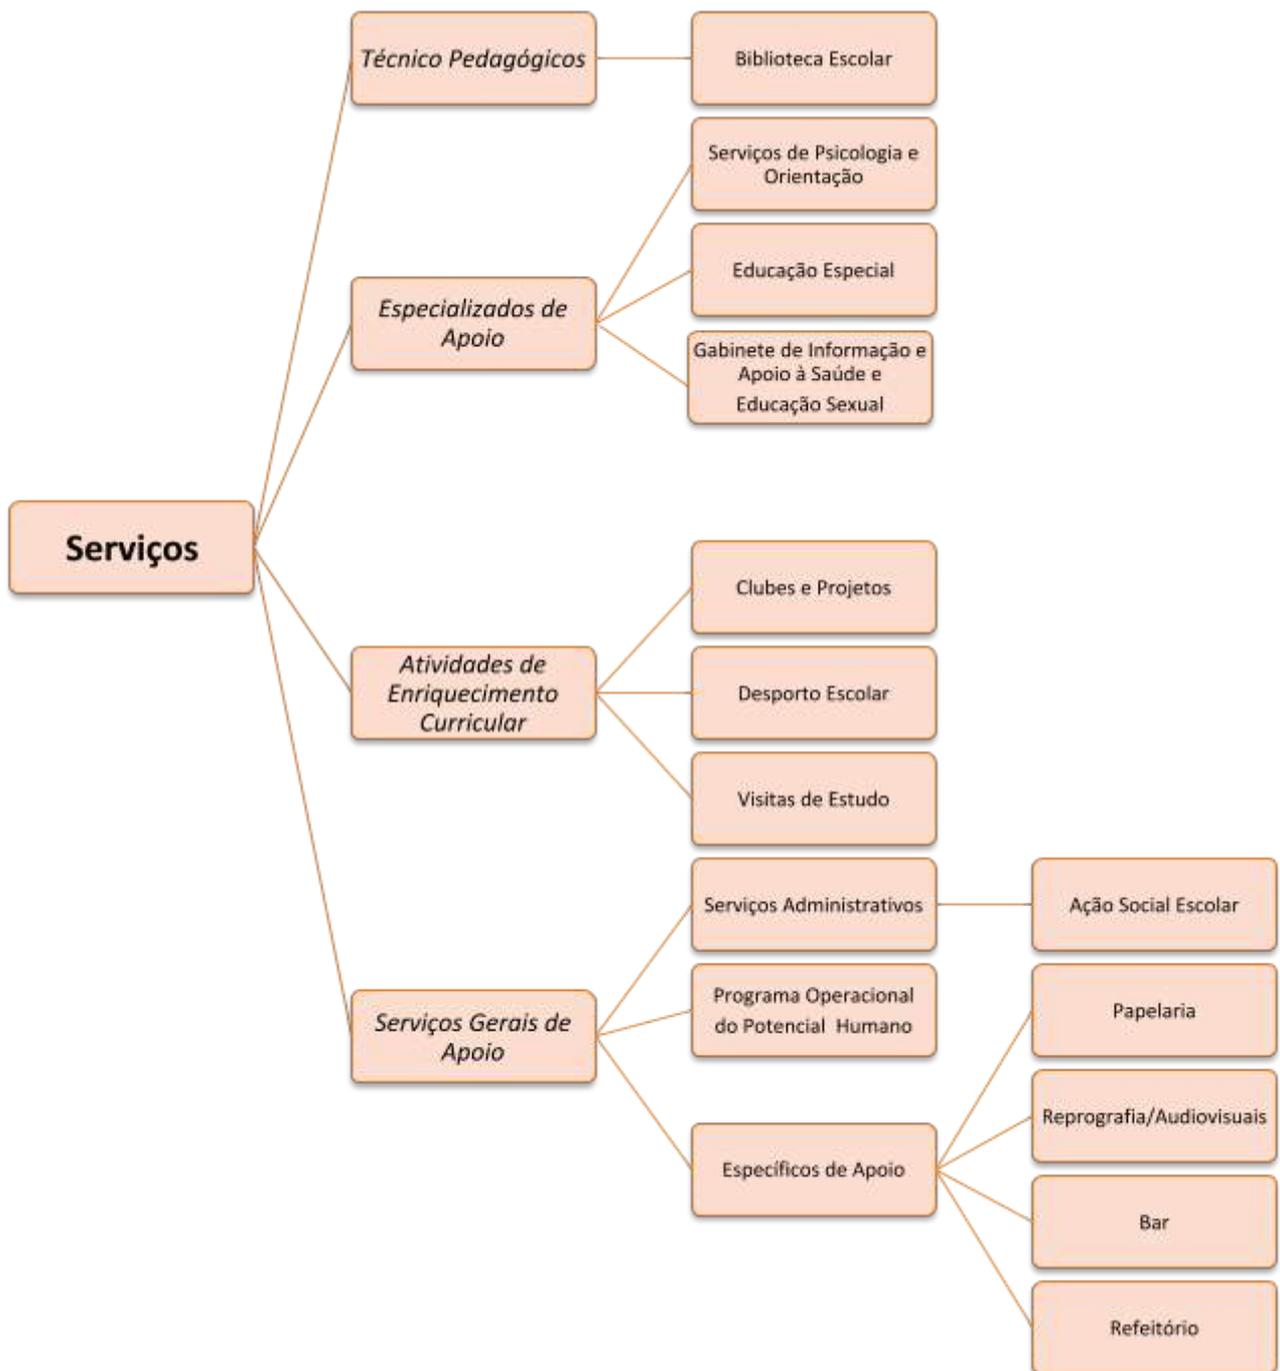 Técnico Pedagógicos
Biblioteca Escolar
Serviços de Psicologia e
Orientação
Educação Especial
Especializados de
Apoio
Gabinete de Informação e
Apoio à Saúde e
Educação Sexual
Serviços
Clubes e Projetos
Atividades de
Enriquecimento
Curricular
Desporto Escolar
Visitas de Estudo
Serviços Administrativos
Ação Social Escolar
Serviços Gerais de
Apoio
Programa Operacional
do Potencial Humano
Papelaria
Reprografia/Audiovisuais
Específicos de Apoio
Bar
Refeitório